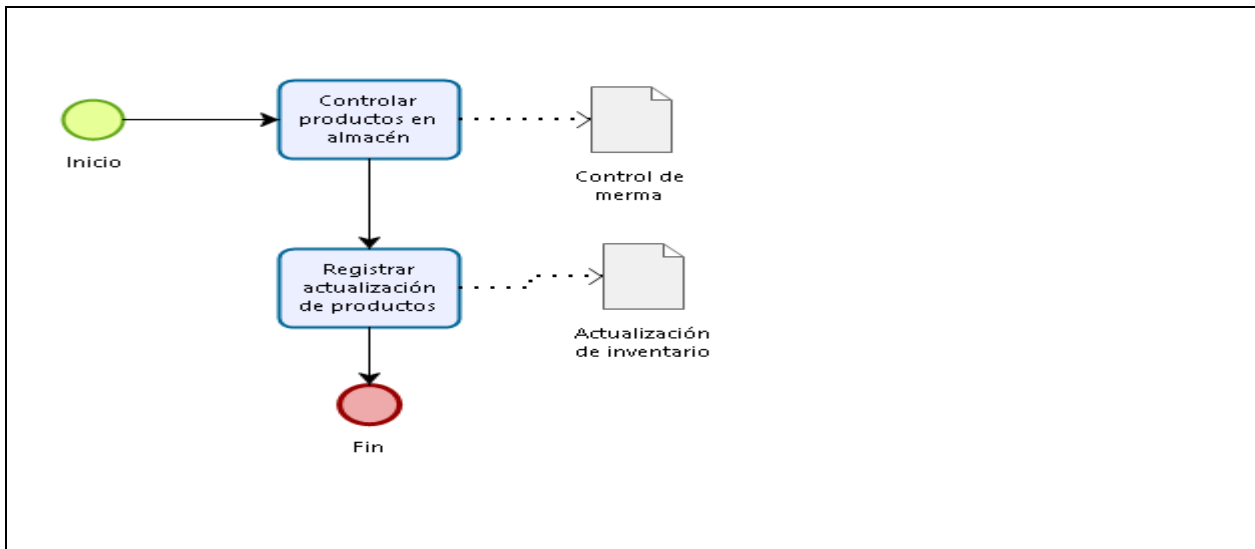 Inicio
Controlar
productos en
almacén
Control de
merma
Registrar
actualización
de productos
Actualización
de inventario
Fin